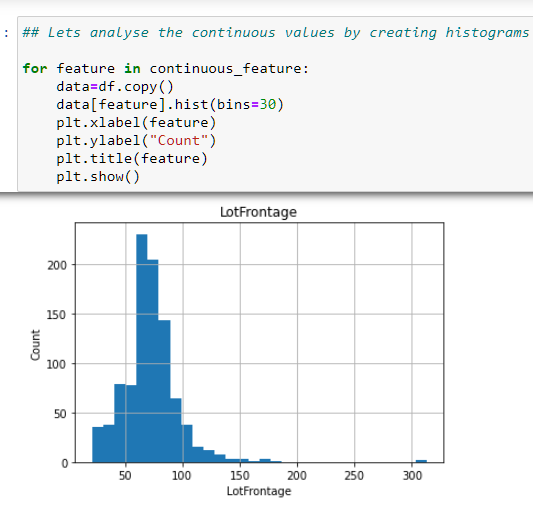 : ## Lets analyse the continuous values by creating histograms
for feature in continuous_feature:
    data=df.copy()
    data[feature].hist(bins=30)
    plt.xlabel(feature)
    plt.ylabel("Count")
    plt.title(feature)
    plt.show()
LotFrontage
200
150
100
50
0
Count
50 100 150 200 250 300
LotFrontage